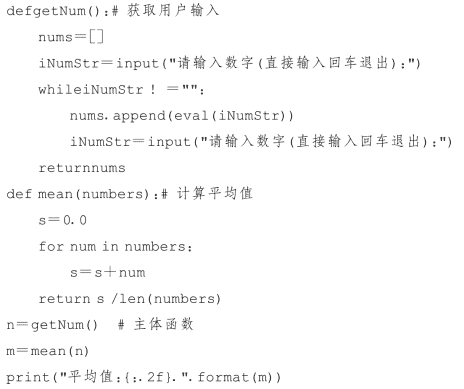 defgetNum():# 获取用户输入
nums=[]
iNumStr=input("请输入数字(直接输入回车退出):")
whileiNumStr! ="":
nums.append(eval(iNumStr))
iNumStr=input("请输入数字(直接输入回车退出):")
returnnums
def mean(numbers):# 计算平均值
s=0.0
for num in numbers:
s=s+num
return s /len(numbers)
n=getNum() # 主体函数
m=mean(n)
print("平均值:{:.2f}.".format(m))